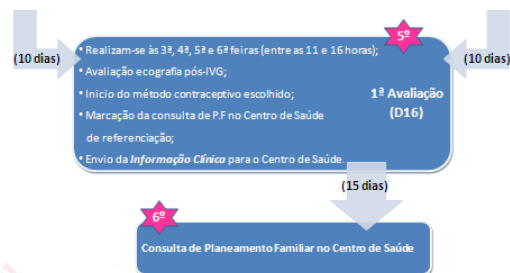 5º
(10 dias)
(10 dias)
• Realizam-se às 3ª, 4ª, 5ª e 6ª feiras (entre as 11 e 16 horas);
• Avaliação ecografia pós-IVG;
• Inicio do método contraceptivo escolhido;
1ª Avaliação
(D16)
• Marcação da consulta de P.F no Centro de Saúde
de referenciação;
• Envio da Informação Clínica para o Centro de Saúde.
(15 dias)
6º
Consulta de Planeamento Familiar no Centro de Saúde